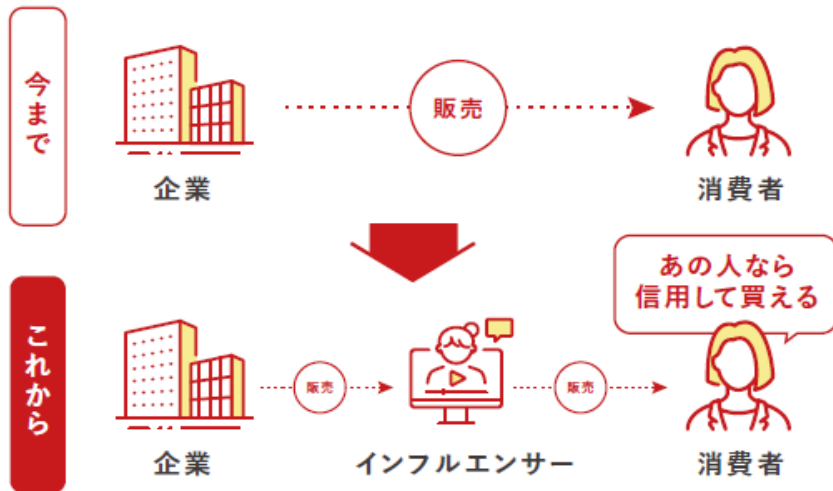 今まで
販売
企業
消費者
あの人なら
信用して買える
これから
販売
販売
企業
インフルエンサー
消費者